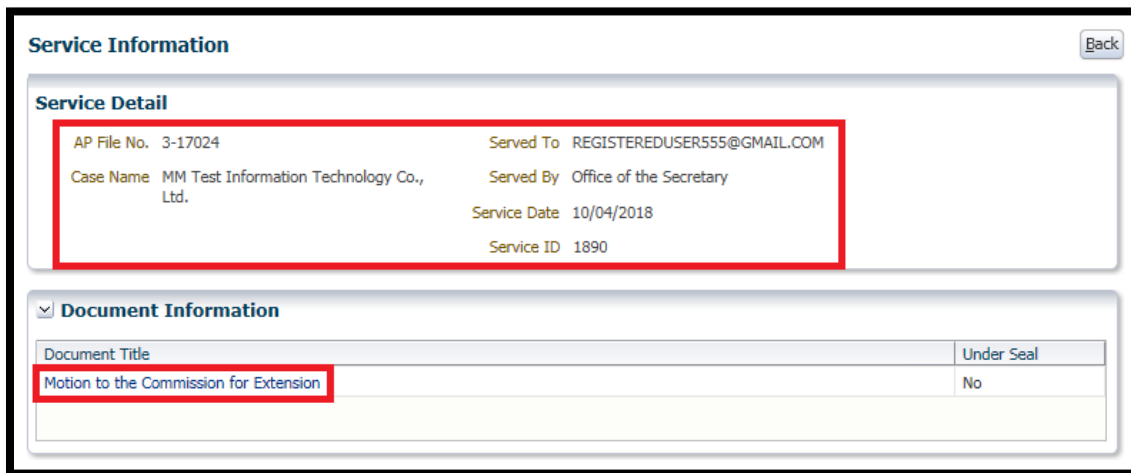 Service Information
Back
Service Detail
AP File No. 3-17024
Served To REGISTEREDUSER555@GMAIL.COM
Case Name MM Test Information Technology Co.,
Ltd.
Served By Office of the Secretary
Service Date 10/04/2018
Service ID 1890
Document Information
Document Title Under Seal
Motion to the Commission for Extension No